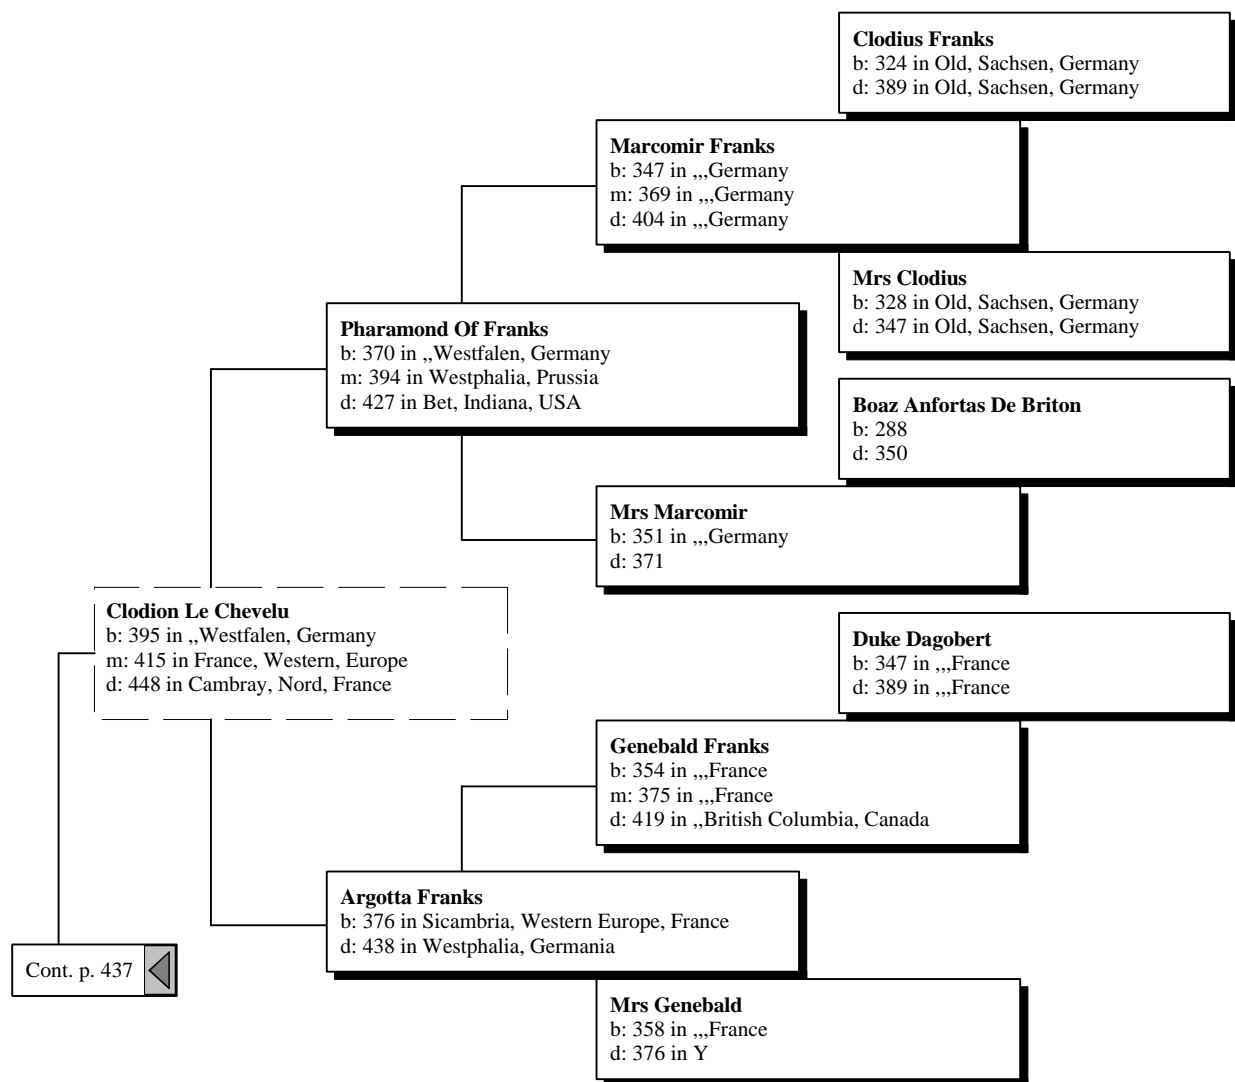 Clodius Franks
b: 324 in Old, Sachsen, Germany
d: 389 in Old, Sachsen, Germany
Marcomir Franks
b: 347 in ,,,Germany
m: 369 in ,,,Germany
d: 404 in ,,,Germany
Mrs Clodius
b: 328 in Old, Sachsen, Germany
d: 347 in Old, Sachsen, Germany
Pharamond Of Franks
b: 370 in ,,Westfalen, Germany
m: 394 in Westphalia, Prussia
d: 427 in Bet, Indiana, USA
Boaz Anfortas De Briton
b: 288
d: 350
Mrs Marcomir
b: 351 in ,,,Germany
d: 371
Clodion Le Chevelu
b: 395 in ,,Westfalen, Germany
m: 415 in France, Western, Europe
d: 448 in Cambray, Nord, France
Duke Dagobert
b: 347 in ,,,France
d: 389 in ,,,France
Genebald Franks
b: 354 in ,,,France
m: 375 in ,,,France
d: 419 in ,,British Columbia, Canada
Argotta Franks
b: 376 in Sicambria, Western Europe, France
d: 438 in Westphalia, Germania
Cont. p. 437
Mrs Genebald
b: 358 in ,,,France
d: 376 in Y